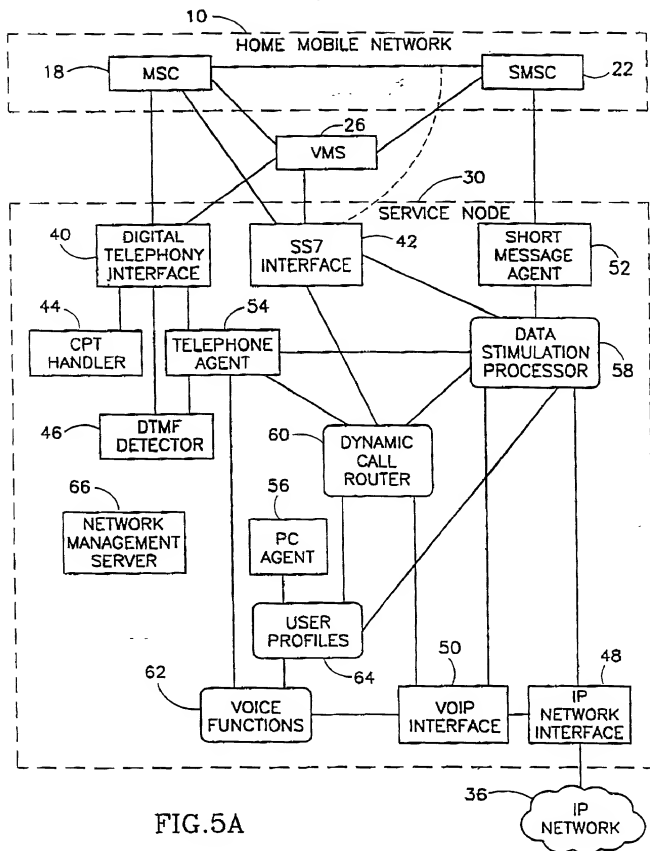 10
HOME MOBILE NETWORK
18
MSC
SMSC
22
26
VMS
30
SERVICE NODE
40
DIGITAL
TELEPHONY
INTERFACE
SS7
INTERFACE
42
SHORT
MESSAGE
AGENT
52
44
CPT
HANDLER
54
TELEPHONE
AGENT
DATA
STIMULATION
PROCESSOR
58
46
DTMF
DETECTOR
60
DYNAMIC
CALL
ROUTER
66
NETWORK
MANAGEMENT
SERVER
56
PC
AGENT
USER
PROFILES
64
62
VOICE
FUNCTIONS
50
VOIP
INTERFACE
48
IP
NETWORK
INTERFACE
36
IP
NETWORK
FIG.5A